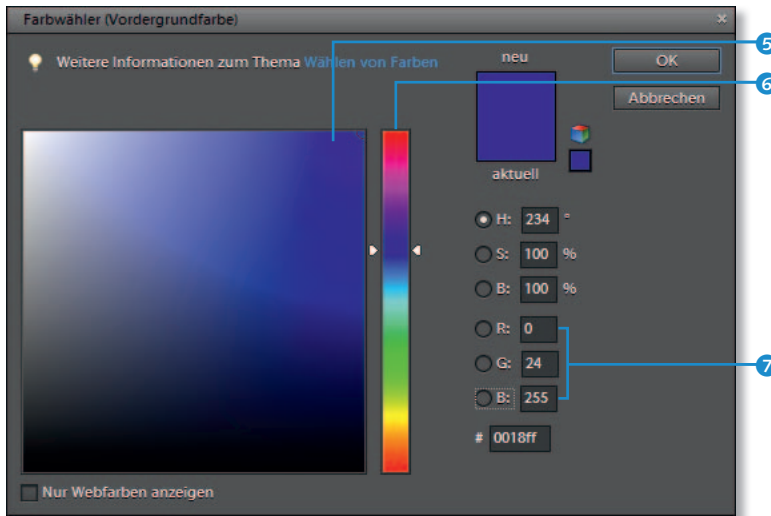 Farbwähler (Vordergrundfarbe)
Weitere Informationen zum Thema Wählen von Farben
neu
aktuell
OK
Abbrechen
5
6
H: 234 °
S: 100 %
B: 100 %
R: 0
G: 24
B: 255
7
# 0018ff
Nur Webfarben anzeigen